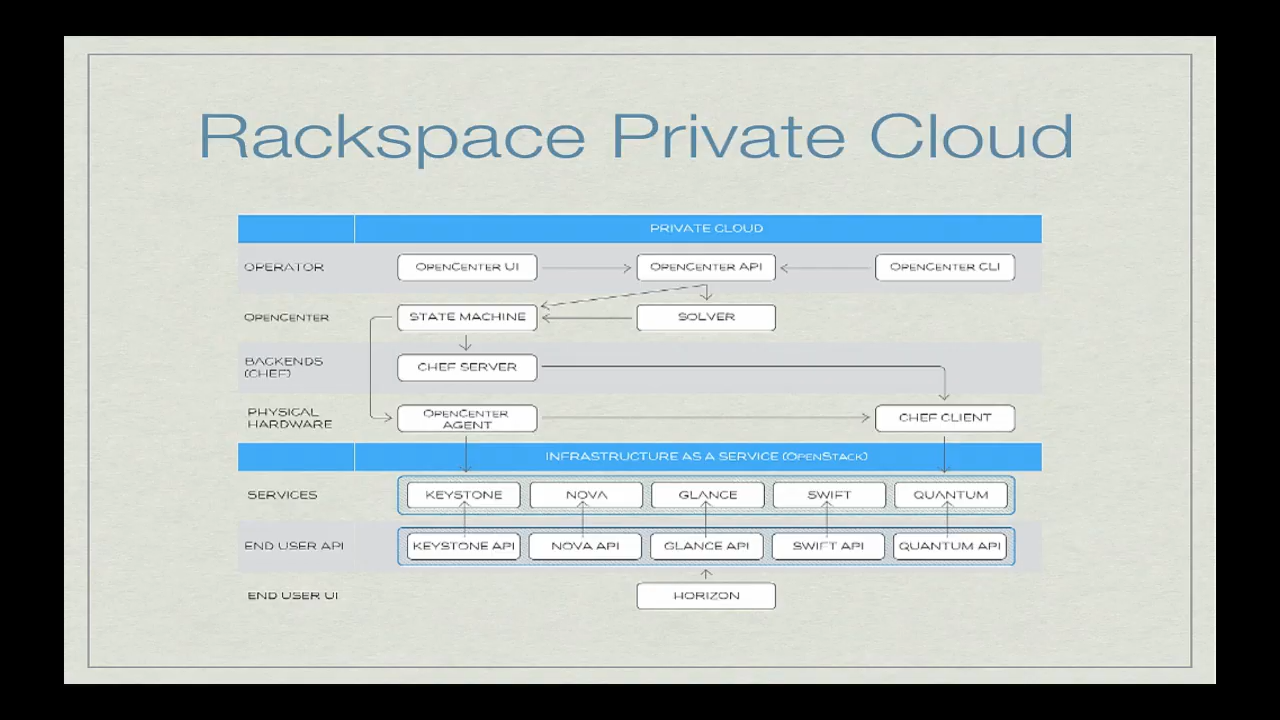 Rackspace Private Cloud
PRIVATE CLOUD
OPERATOR
OPENCENTER UI
OPENCENTER API
OPENCENTER CLI
OPENCENTER
STATE MACHINE
SOLVER
BACKENDS
(CHEF)
CHEF SERVER
PHYSICAL
HARDWARE
OPENCENTER
AGENT
CHEF CLIENT
INFRASTRUCTURE AS A SERVICE (OPENSTACK)
SERVICES
KEYSTONE
NOVA
GLANCE
SWIFT
QUANTUM
END USER API
KEYSTONE API
NOVA API
GLANCE API
SWIFT API
QUANTUM API
END USER UI
HORIZON